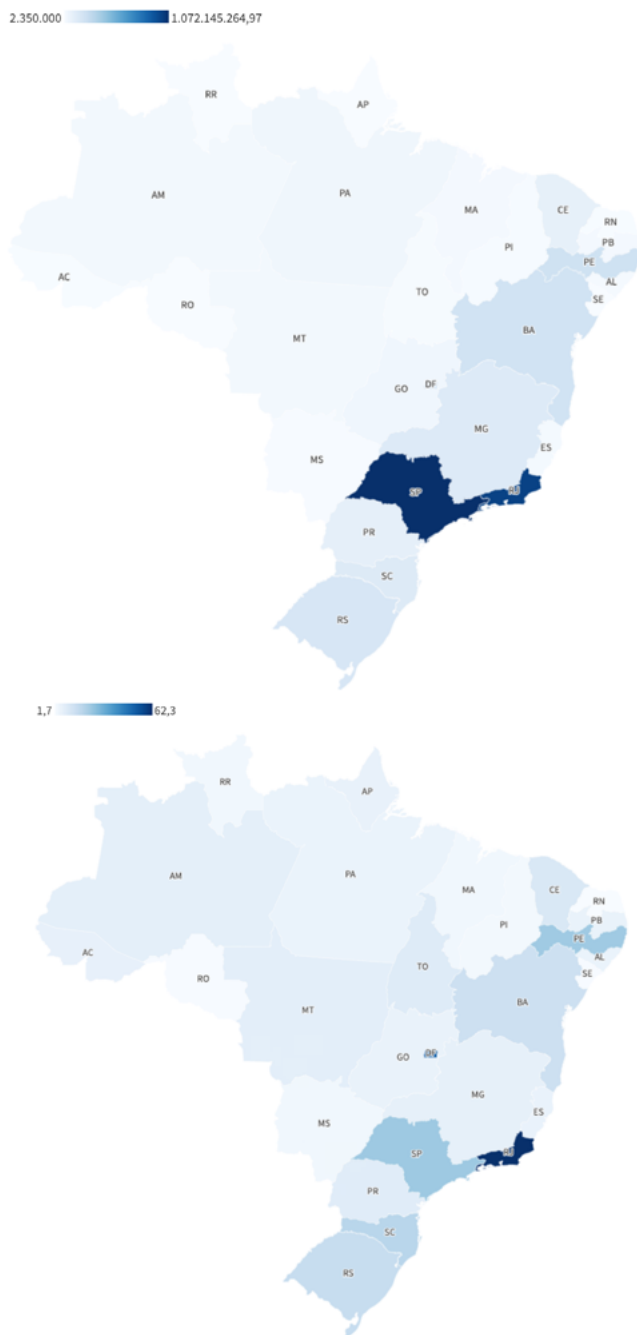 2.350.000 1.072.145.264,97
RR
AP
AM
PA
MA
CE
RN
PB
PI
PE
AC
AL
TO
SE
RO
BA
MT
DF
GO
MG
ES
MS
SP
RJ
PR
SC
RS
1,7 62,3
RR
AP
AM
PA
MA
CE
RN
PB
PI
PE
AC
AL
TO
SE
RO
BA
MT
DF
GO
MG
ES
MS
SP
RJ
PR
SC
RS